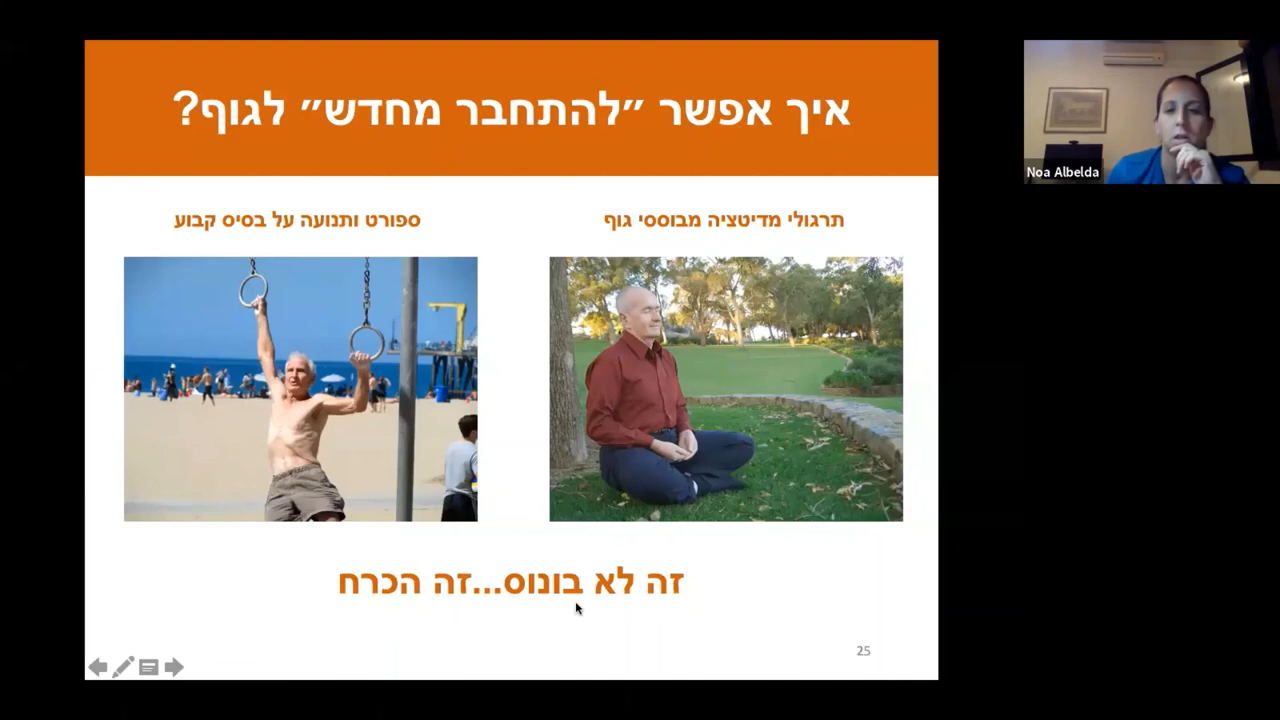 איך אפשר ״להתחבר מחדש״ לגוף?
תרגולי מדיטציה מבוססי גוף
ספורט ותנועה על בסיס קבוע
זה לא בונוס...זה הכרח
25
Noa Albelda